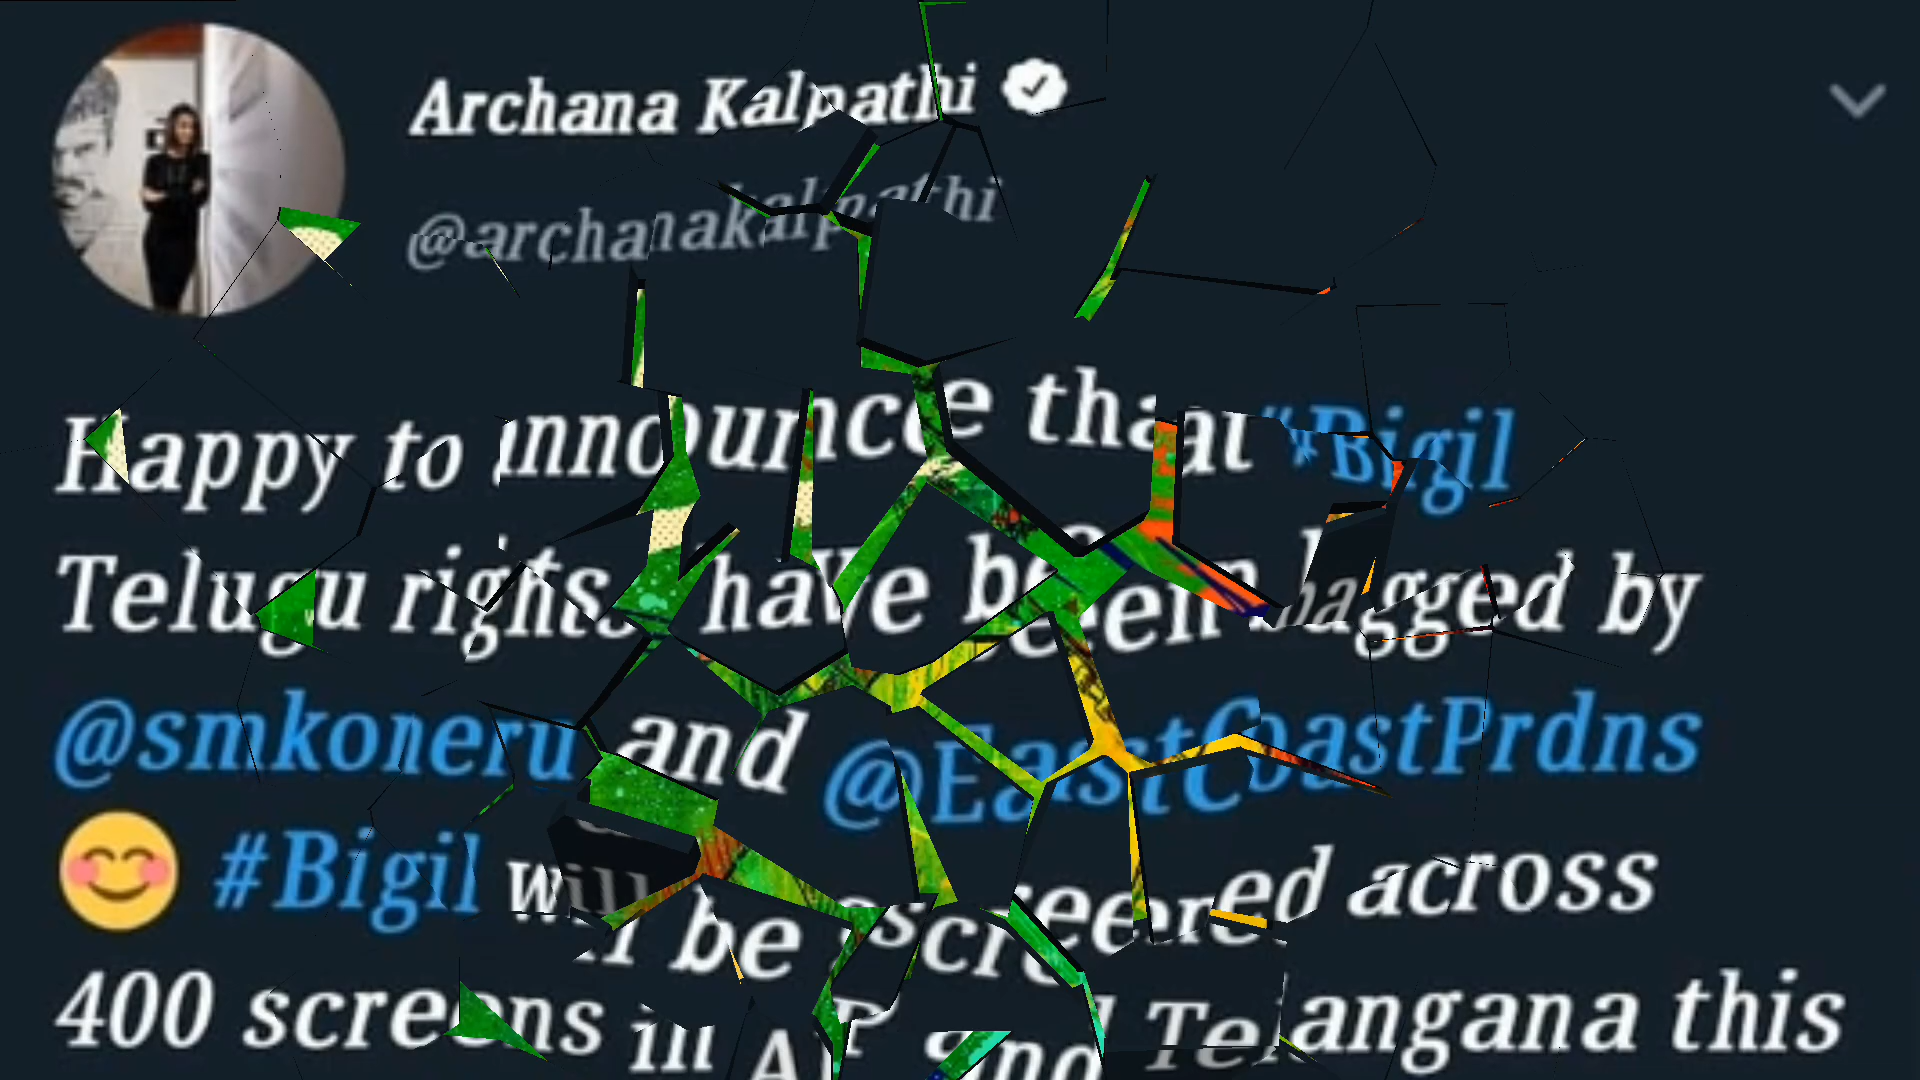 Archana Kalpathi
@archanakalpathi
Happy to announce that #Bigil
Telugu rights have been bagged by
@smkoneru and @EastCoastPrdns
😊 #Bigil will be screened across
400 screens in AP and Telangana this